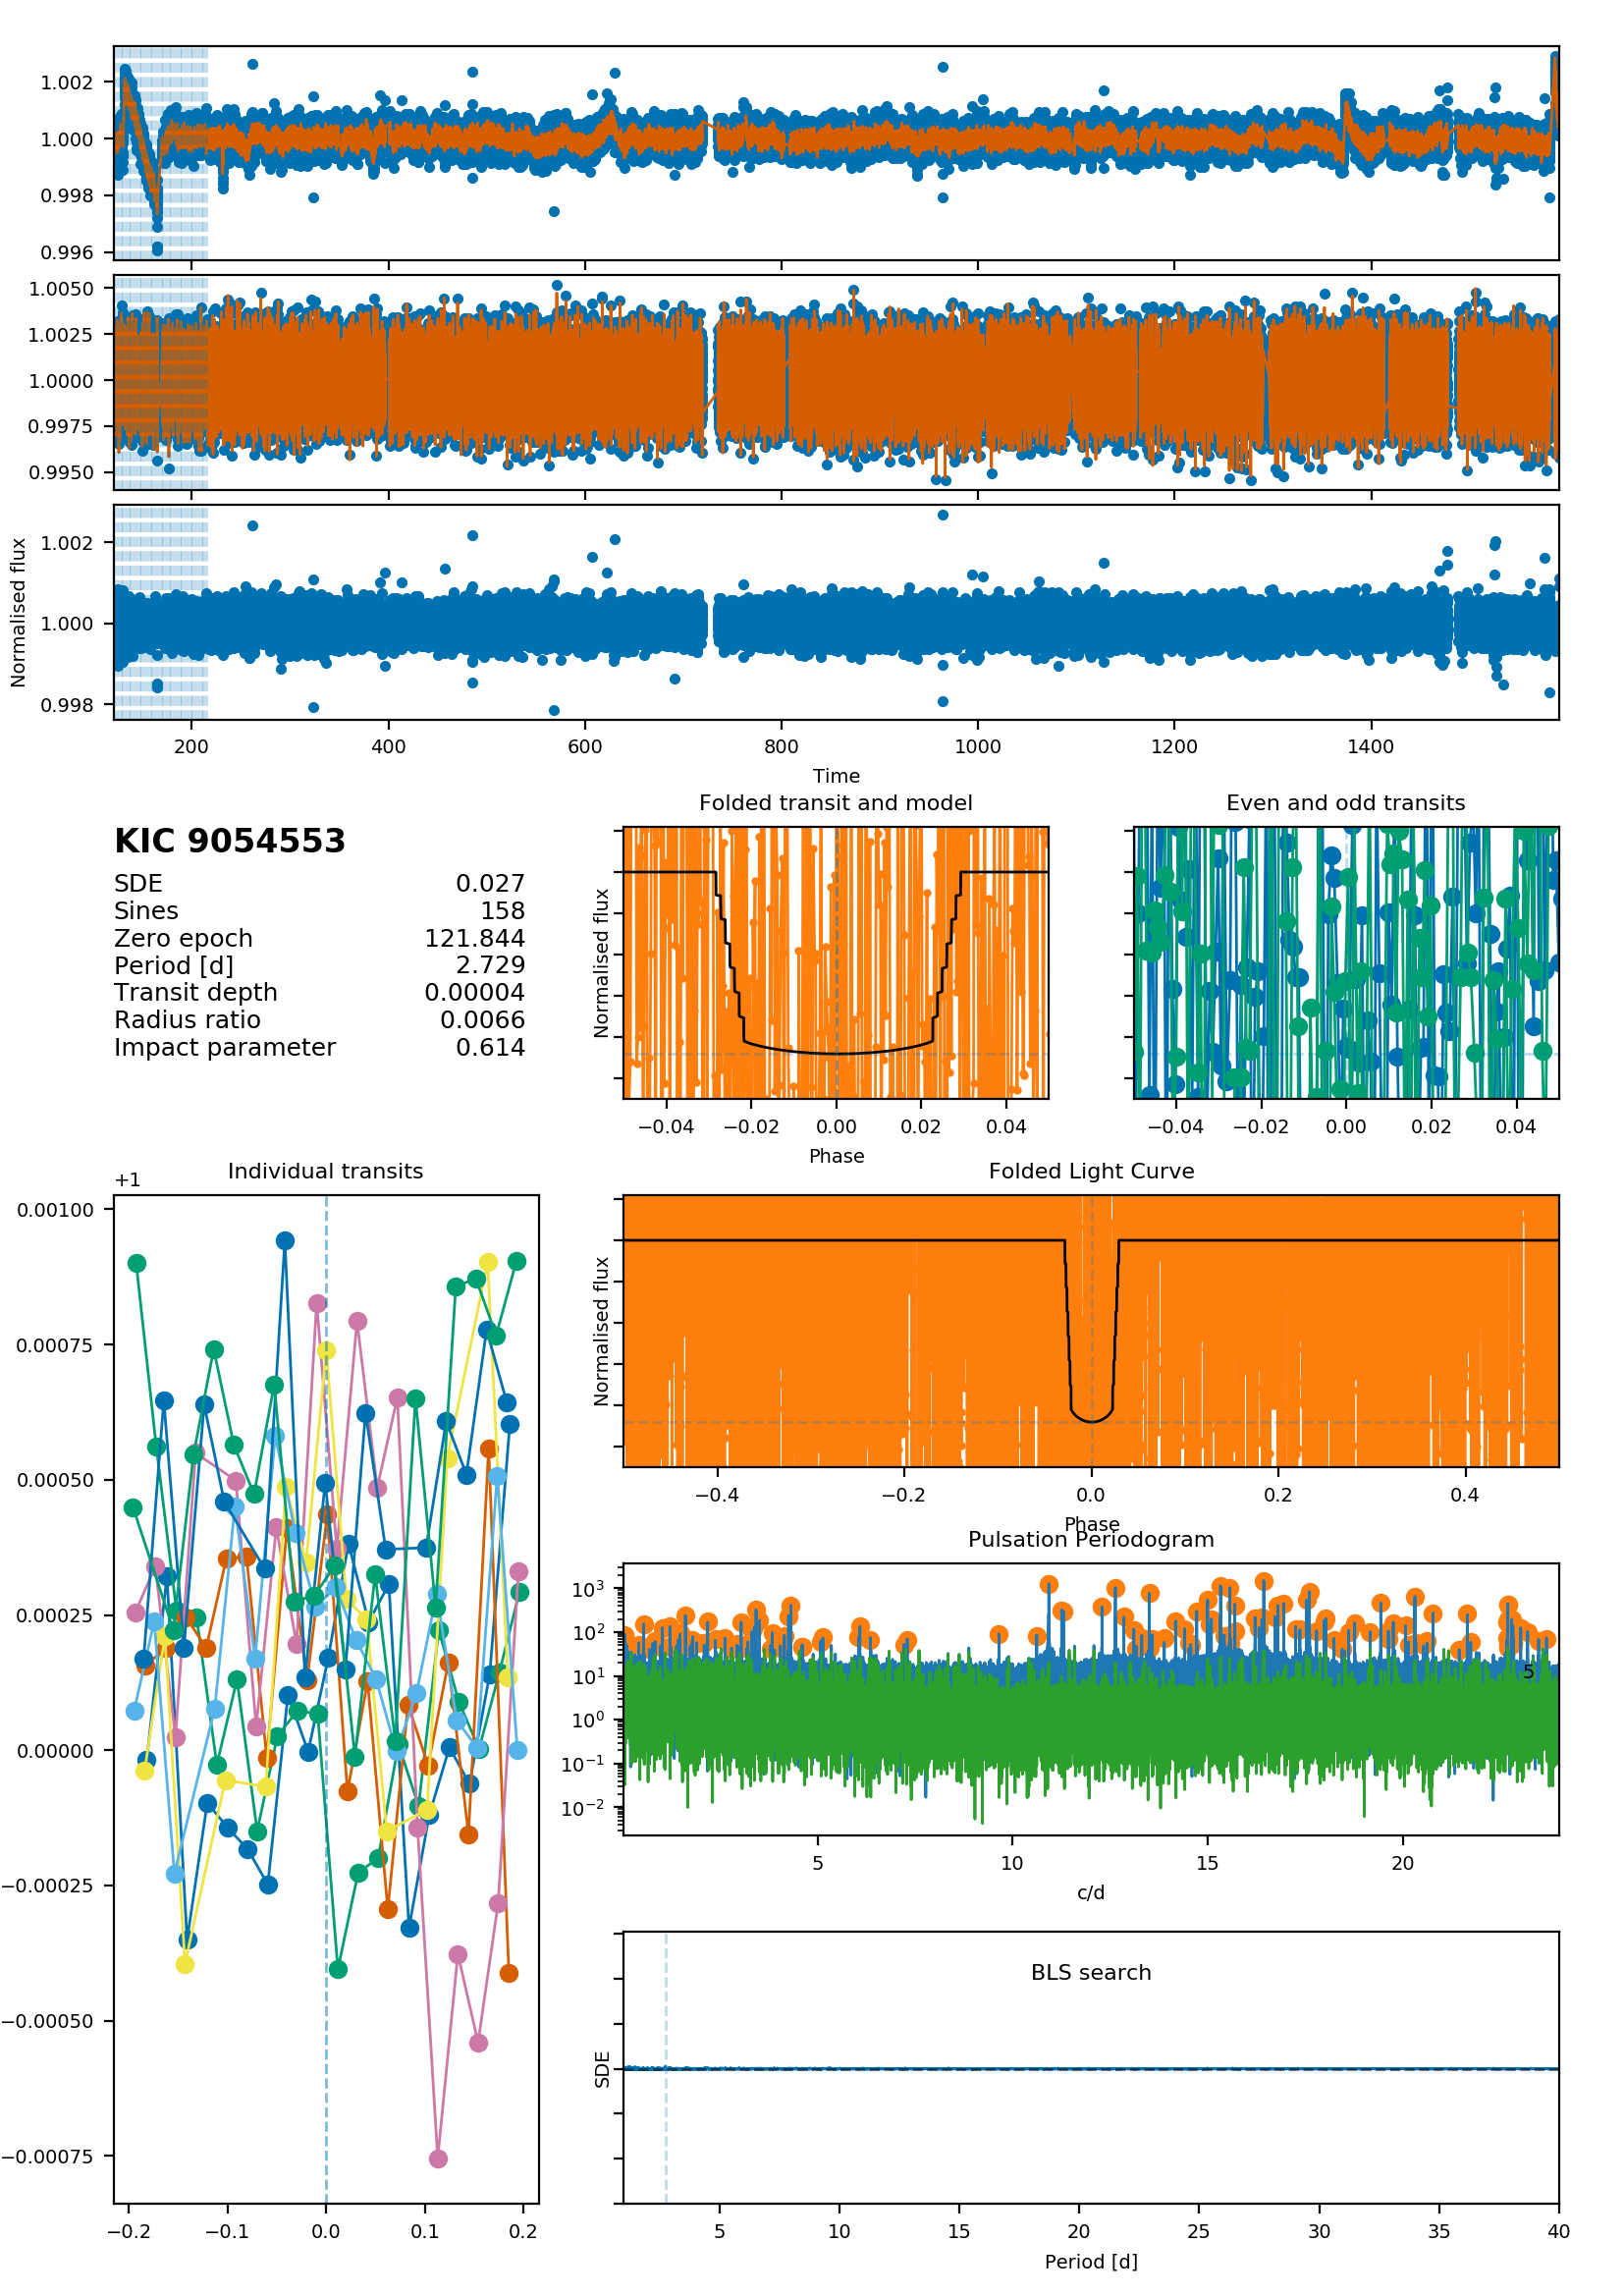 1.002
1.000
0.998
0.996
1.0050
1.0025
1.0000
0.9975
0.9950
1.002
1.000
0.998
Normalised flux
200 400 600 800 1000 1200 1400
Time
KIC 9054553
SDE 0.027
Sines 158
Zero epoch 121.844
Period [d] 2.729
Transit depth 0.00004
Radius ratio 0.0066
Impact parameter 0.614
Folded transit and model
Normalised flux
−0.04 −0.02 0.00 0.02 0.04
Phase
Even and odd transits
−0.04 −0.02 0.00 0.02 0.04
Individual transits
+1
0.00100
0.00075
0.00050
0.00025
0.00000
−0.00025
−0.00050
−0.00075
−0.2 −0.1 0.0 0.1 0.2
Folded Light Curve
Normalised flux
−0.4 −0.2 0.0 0.2 0.4
Phase
Pulsation Periodogram
10³
10²
10¹
10⁰
10⁻¹
10⁻²
5
5 10 15 20
c/d
BLS search
SDE
5 10 15 20 25 30 35 40
Period [d]